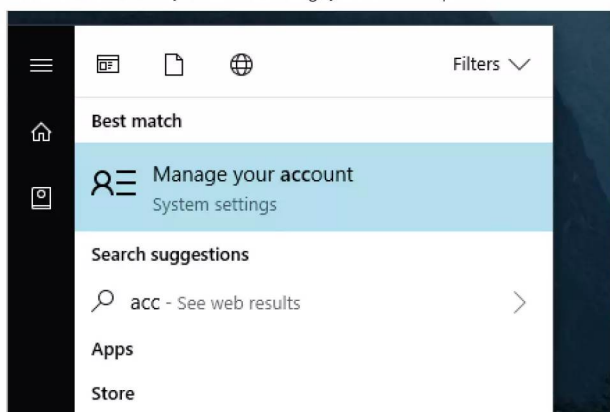 Filters
Best match
Manage your account
System settings
Search suggestions
acc - See web results
Apps
Store